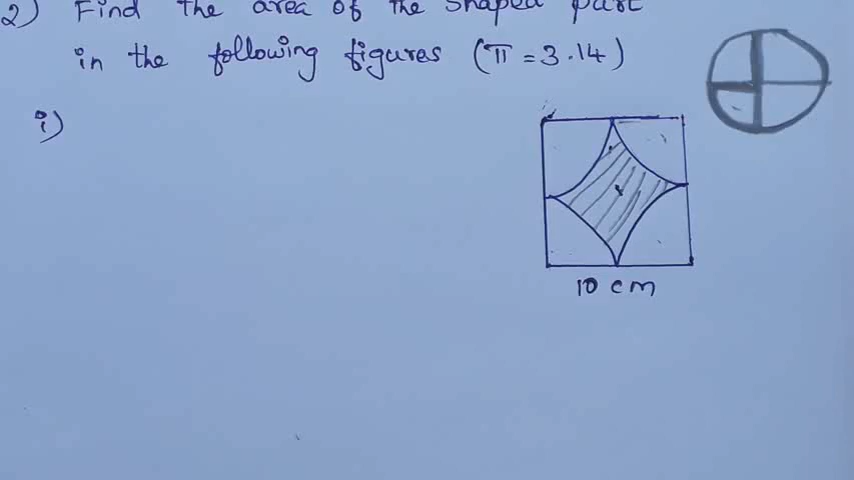 2) Find the area of the shaped part
in the following figures (π = 3.14)
i)
10 cm